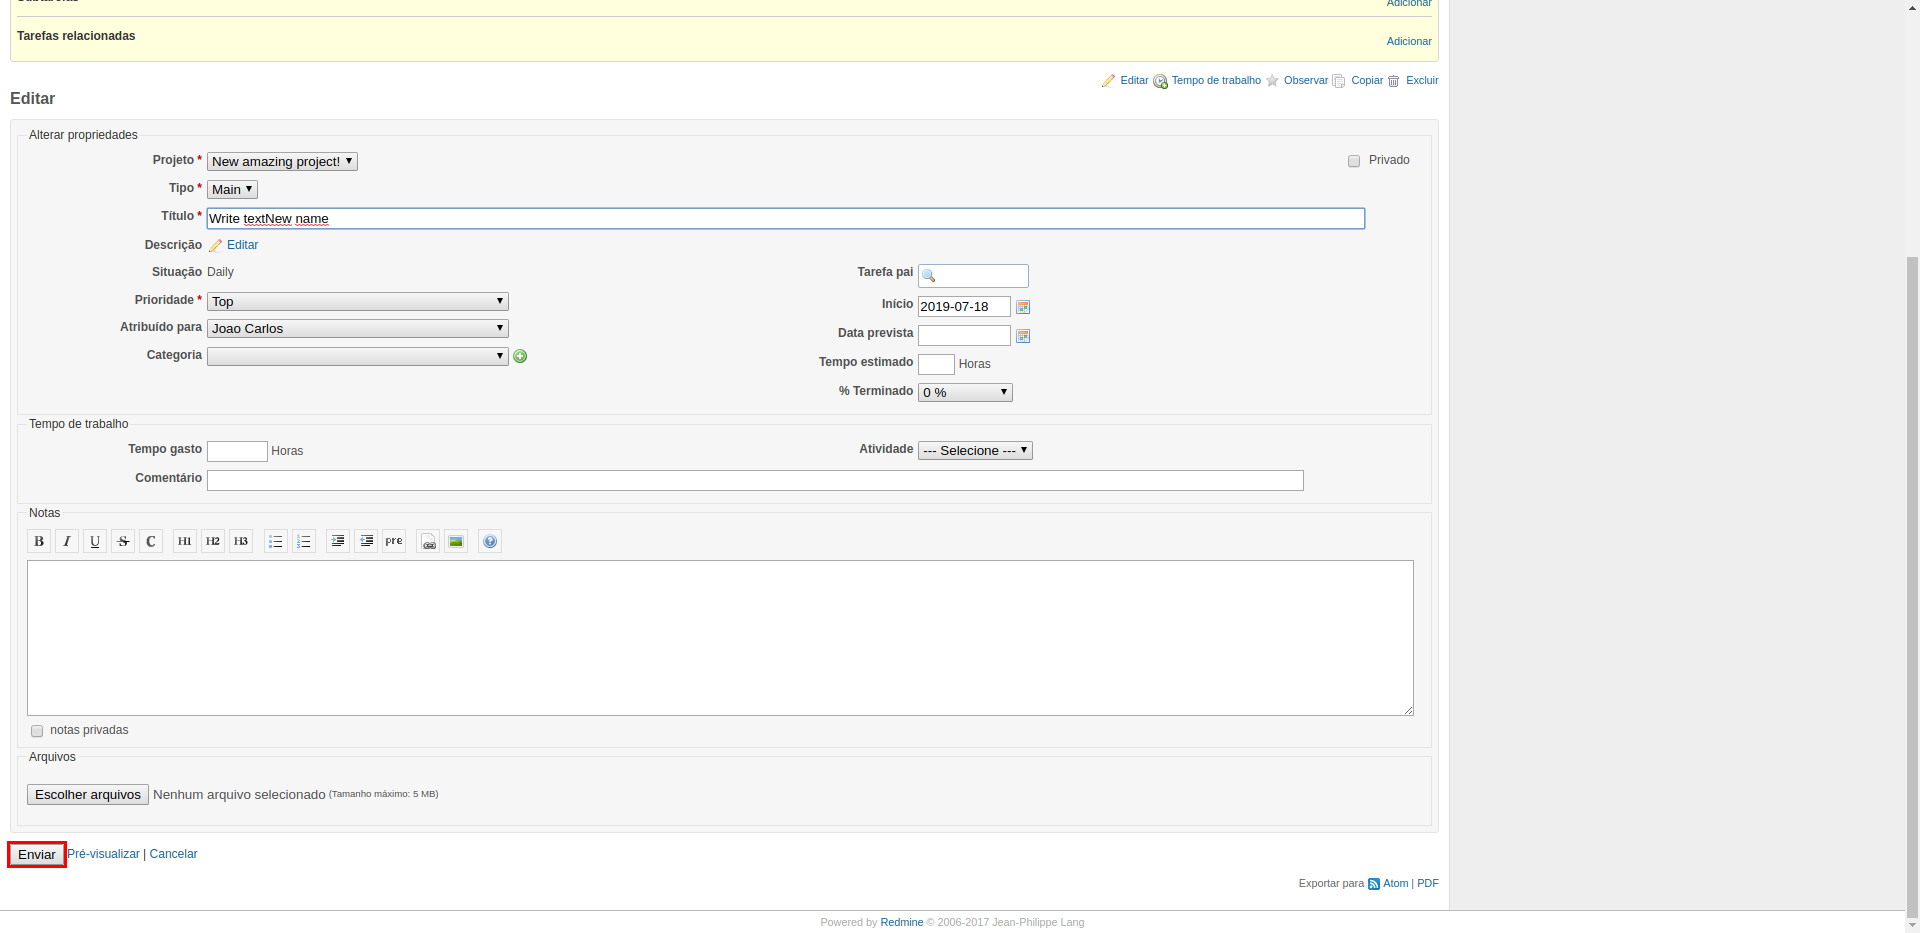 Subtarefas Adicionar
Tarefas relacionadas
Adicionar
Editar Tempo de trabalho Observar Copiar Excluir
Editar
Alterar propriedades
Projeto * New amazing project! Privado
Tipo * Main
Título * Write textNew name
Descrição Editar
Situação Daily Tarefa pai
Prioridade * Top Início 2019-07-18
Atribuído para Joao Carlos Data prevista
Categoria Tempo estimado Horas
% Terminado 0 %
Tempo de trabalho
Tempo gasto Horas Atividade --- Selecione ---
Comentário
Notas
B I U S C H1 H2 H3 pre
notas privadas
Arquivos
Escolher arquivos Nenhum arquivo selecionado (Tamanho máximo: 5 MB)
Enviar Pré-visualizar | Cancelar
Exportar para Atom | PDF
Powered by Redmine © 2006-2017 Jean-Philippe Lang